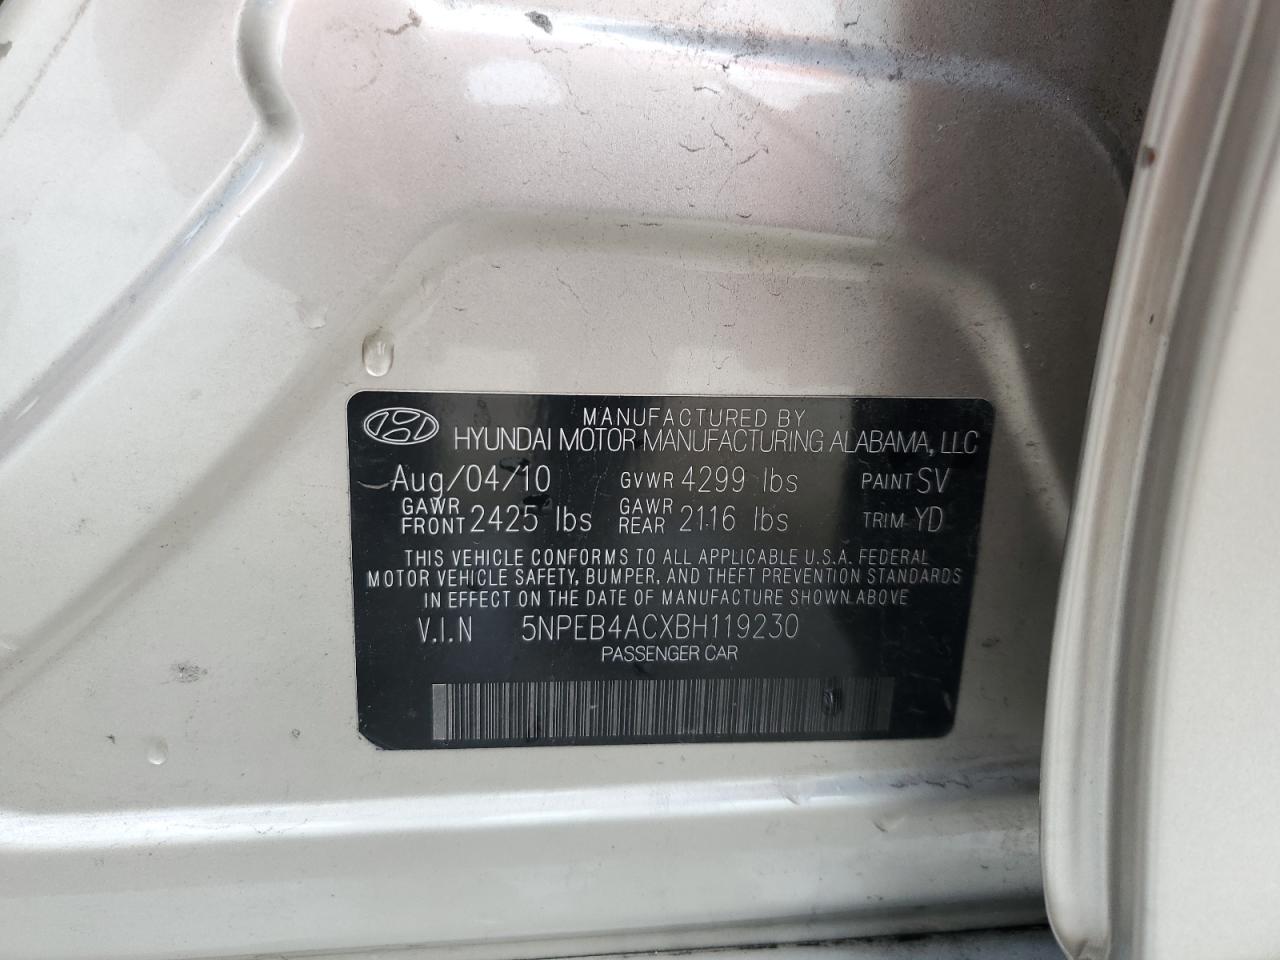 MANUFACTURED BY
HYUNDAI MOTOR MANUFACTURING ALABAMA, LLC
Aug/04/10 GVWR 4299 lbs PAINT SV
GAWR FRONT 2425 lbs GAWR REAR 2116 lbs TRIM YD
THIS VEHICLE CONFORMS TO ALL APPLICABLE U.S.A. FEDERAL
MOTOR VEHICLE SAFETY, BUMPER, AND THEFT PREVENTION STANDARDS
IN EFFECT ON THE DATE OF MANUFACTURE SHOWN ABOVE
V.I.N 5NPEB4ACXBH119230
PASSENGER CAR